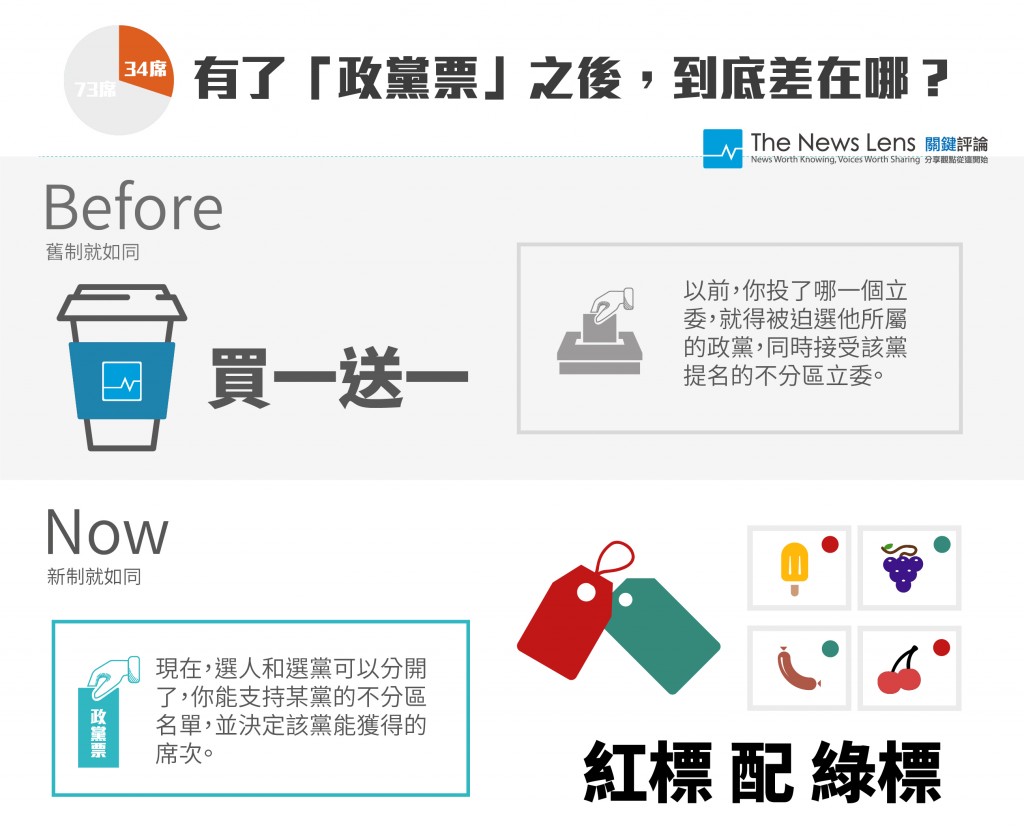 34席
73席
有了「政黨票」之後，到底差在哪？
The News Lens 關鍵評論
News Worth Knowing, Voices Worth Sharing 分享觀點從這開始
Before
舊制就如同
買一送一
以前，你投了哪一個立
委，就得被迫選他所屬
的政黨，同時接受該黨
提名的不分區立委。
Now
新制就如同
政黨票
現在，選人和選黨可以分開
了，你能支持某黨的不分區
名單，並決定該黨能獲得的
席次。
紅標 配 綠標